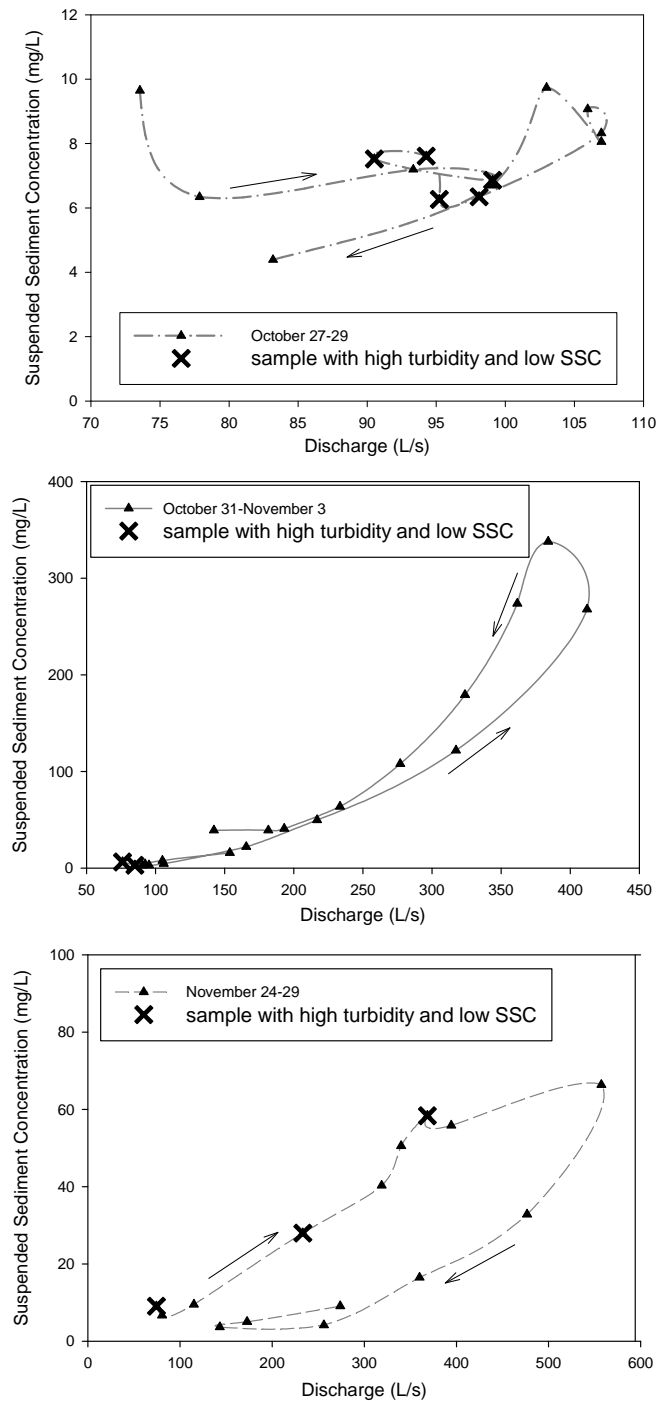 Suspended Sediment Concentration (mg/L)
12
10
8
6
4
2
0
October 27-29
sample with high turbidity and low SSC
70 75 80 85 90 95 100 105 110
Discharge (L/s)
Suspended Sediment Concentration (mg/L)
400
300
200
100
0
October 31-November 3
sample with high turbidity and low SSC
50 100 150 200 250 300 350 400 450
Discharge (L/s)
Suspended Sediment Concentration (mg/L)
100
80
60
40
20
0
November 24-29
sample with high turbidity and low SSC
0 100 200 300 400 500 600
Discharge (L/s)